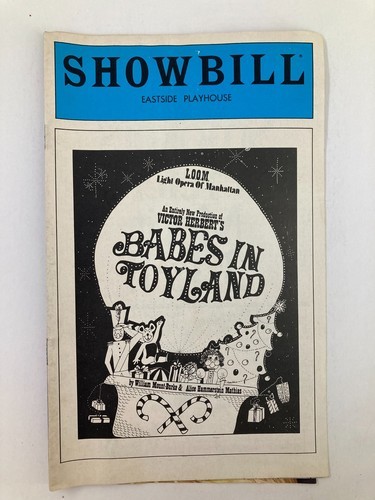 SHOWBILL
EASTSIDE PLAYHOUSE
L.O.O.M.
Light Opera Of Manhattan
An Entirely New Production of
VICTOR HERBERT'S
BABES IN
TOYLAND
by William Mount-Burke & Alice Hammerstein Mathias